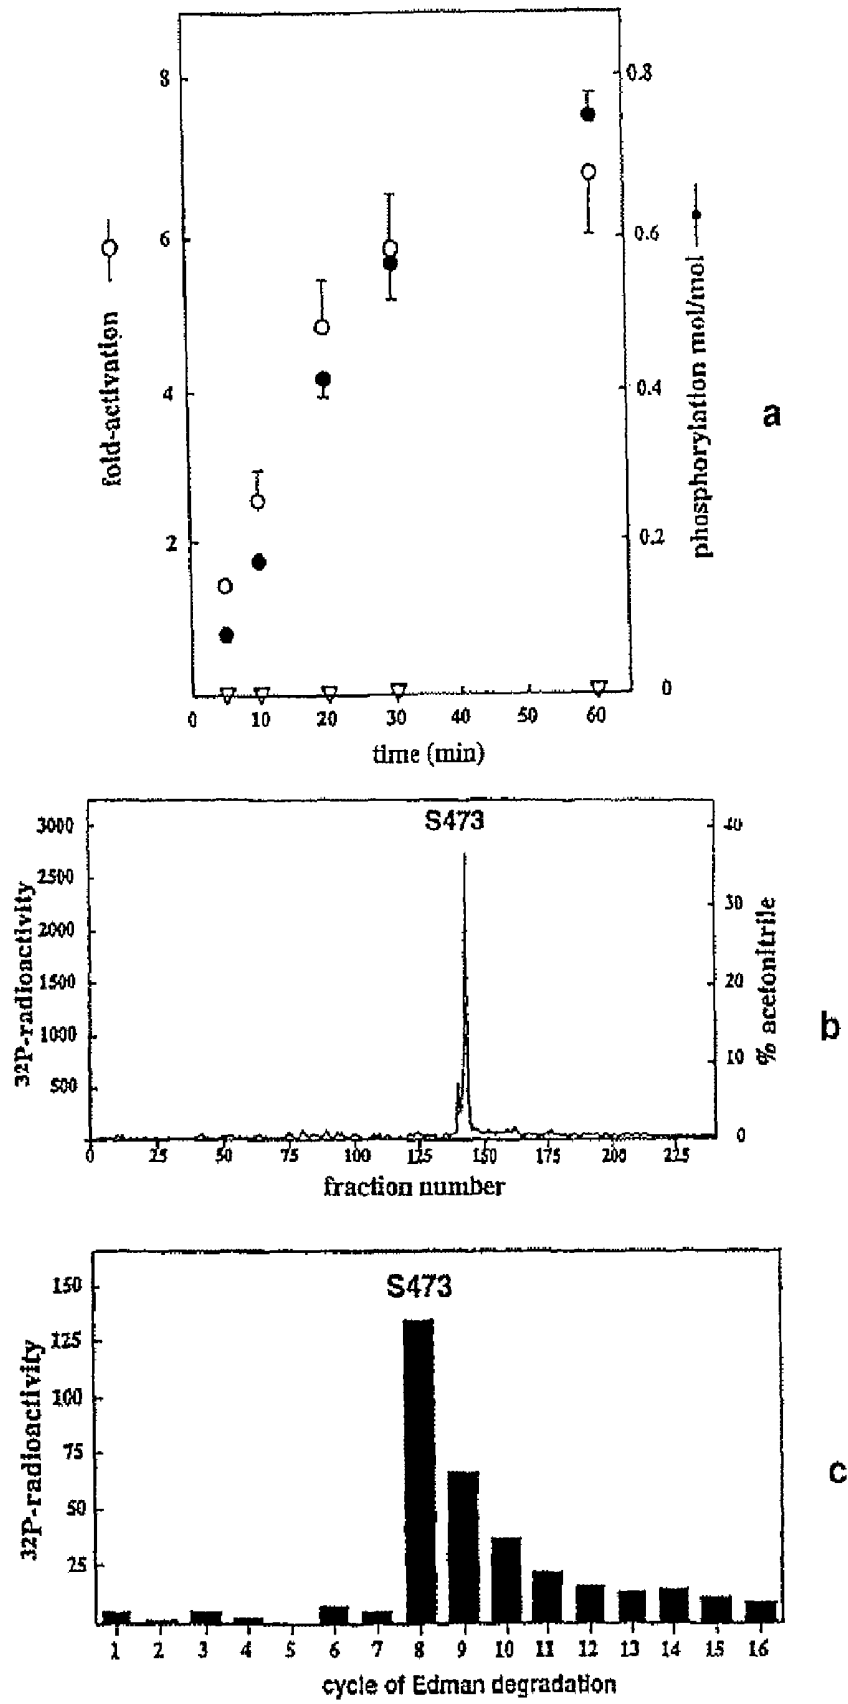 8
6
4
2
fold-activation
0.8
0.6
0.4
0.2
0
phosphorylation mol/mol
a
0 10 20 30 40 50 60
time (min)
S473
3000
2500
2000
1500
1000
500
32P-radioactivity
40
30
20
10
0
% acetonitrile
b
0 25 50 75 100 125 150 175 200 225
fraction number
S473
150
125
100
75
50
25
32P-radioactivity
c
1 2 3 4 5 6 7 8 9 10 11 12 13 14 15 16
cycle of Edman degradation